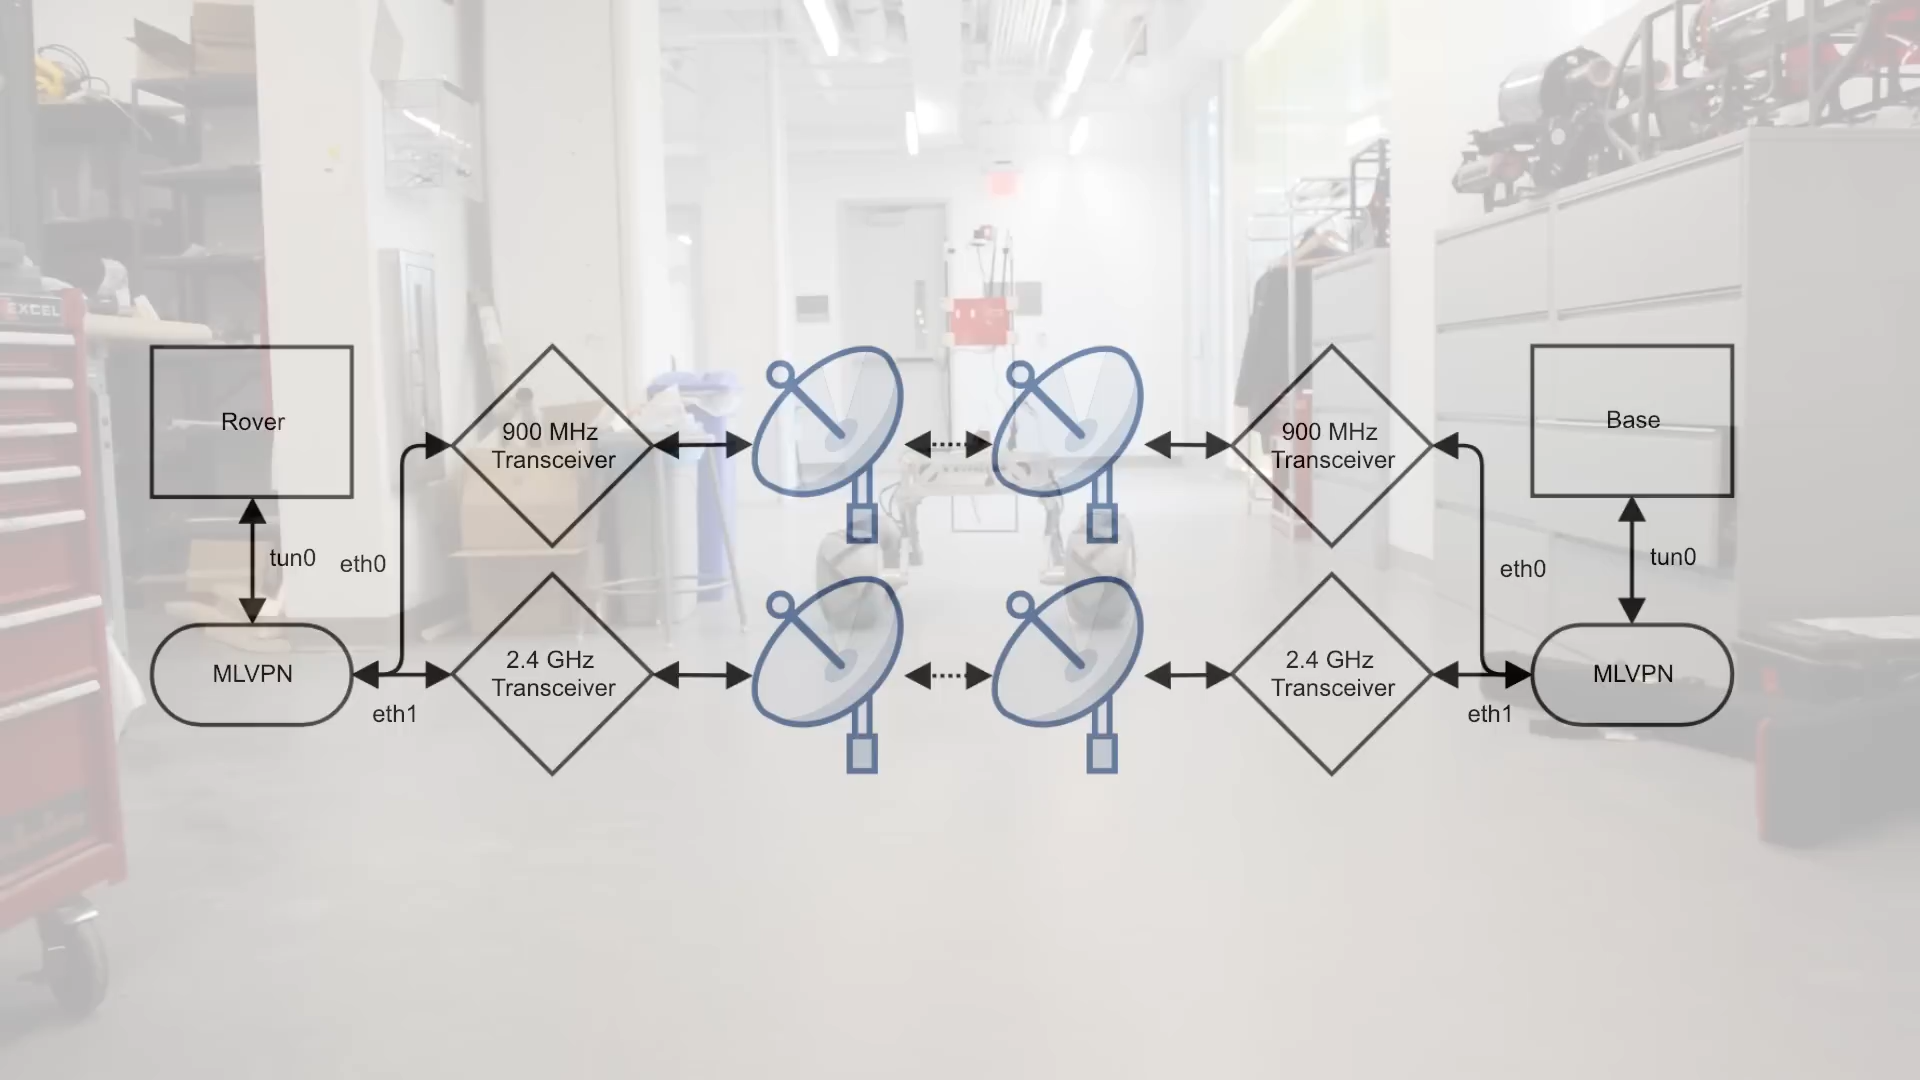 EXCEL
Rover
900 MHz
Transceiver
900 MHz
Transceiver
Base
tun0
eth0
eth0
tun0
MLVPN
2.4 GHz
Transceiver
2.4 GHz
Transceiver
MLVPN
eth1
eth1